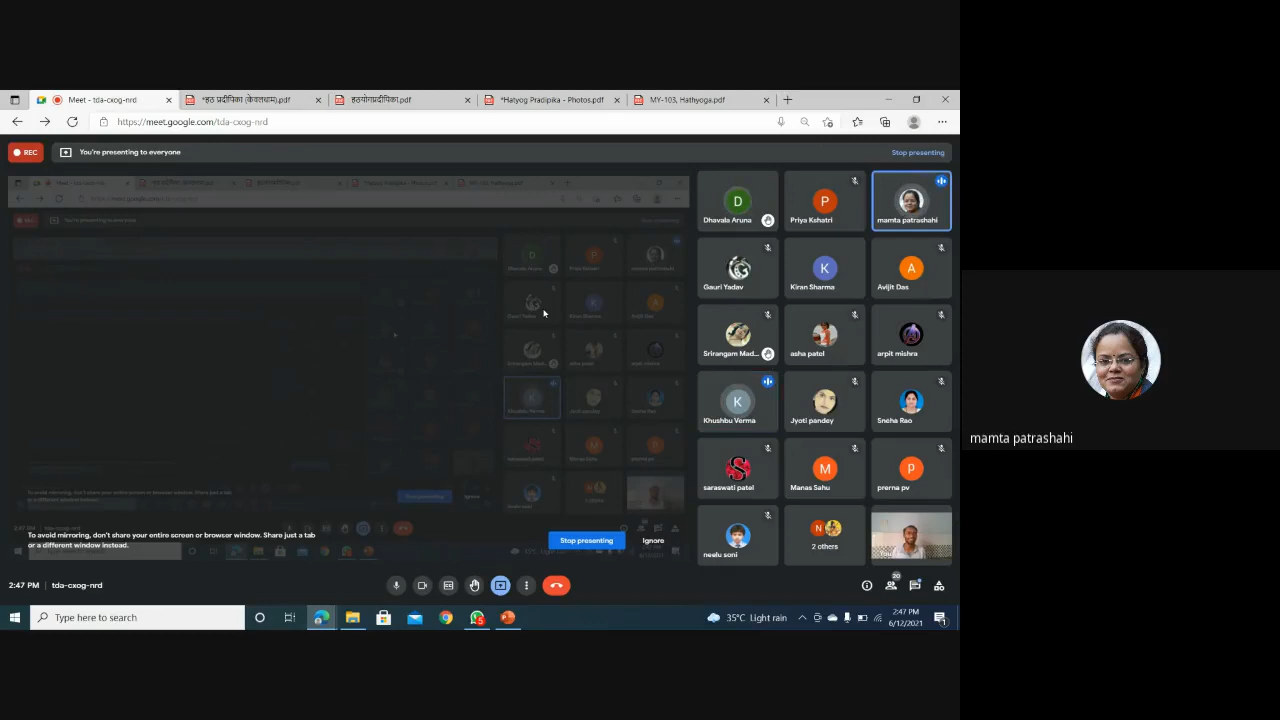 Meet - tda-cxog-nrd
*हठ प्रदीपिका (केवलधाम).pdf
हठयोगप्रदीपिका.pdf
*Hatyog Pradipika - Photos.pdf
MY-103, Hathyoga.pdf
https://meet.google.com/tda-cxog-nrd
REC
You're presenting to everyone
Stop presenting
D
Dhavala Aruna
P
Priya Kshatri
mamta patrashahi
Gauri Yadav
K
Kiran Sharma
A
Avijit Das
Srirangam Mad...
asha patel
arpit mishra
K
Khushbu Verma
Jyoti pandey
Sneha Rao
S
saraswati patel
M
Manas Sahu
P
prerna pv
neelu soni
N
2 others
You
To avoid mirroring, don't share your entire screen or browser window. Share just a tab
or a different window instead.
Stop presenting
Ignore
2:47 PM | tda-cxog-nrd
20
Type here to search
5
35°C Light rain
2:47 PM
6/12/2021
1
mamta patrashahi